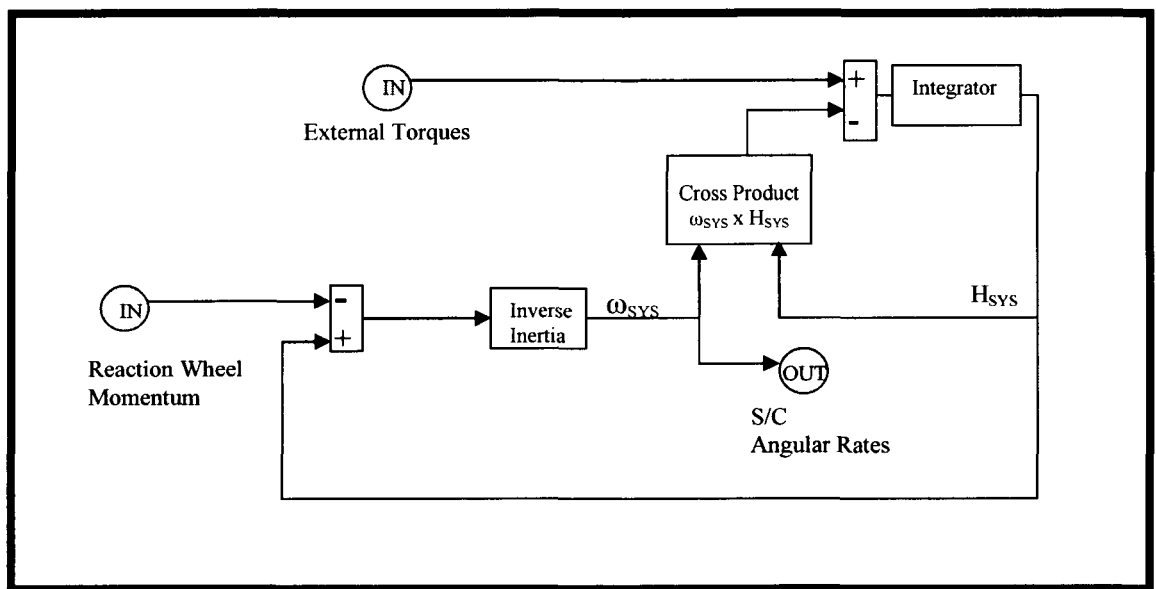 IN
External Torques
+
-
Integrator
Cross Product
ωSYS x HSYS
IN
Reaction Wheel
Momentum
-
+
Inverse
Inertia
ωSYS
HSYS
OUT
S/C
Angular Rates